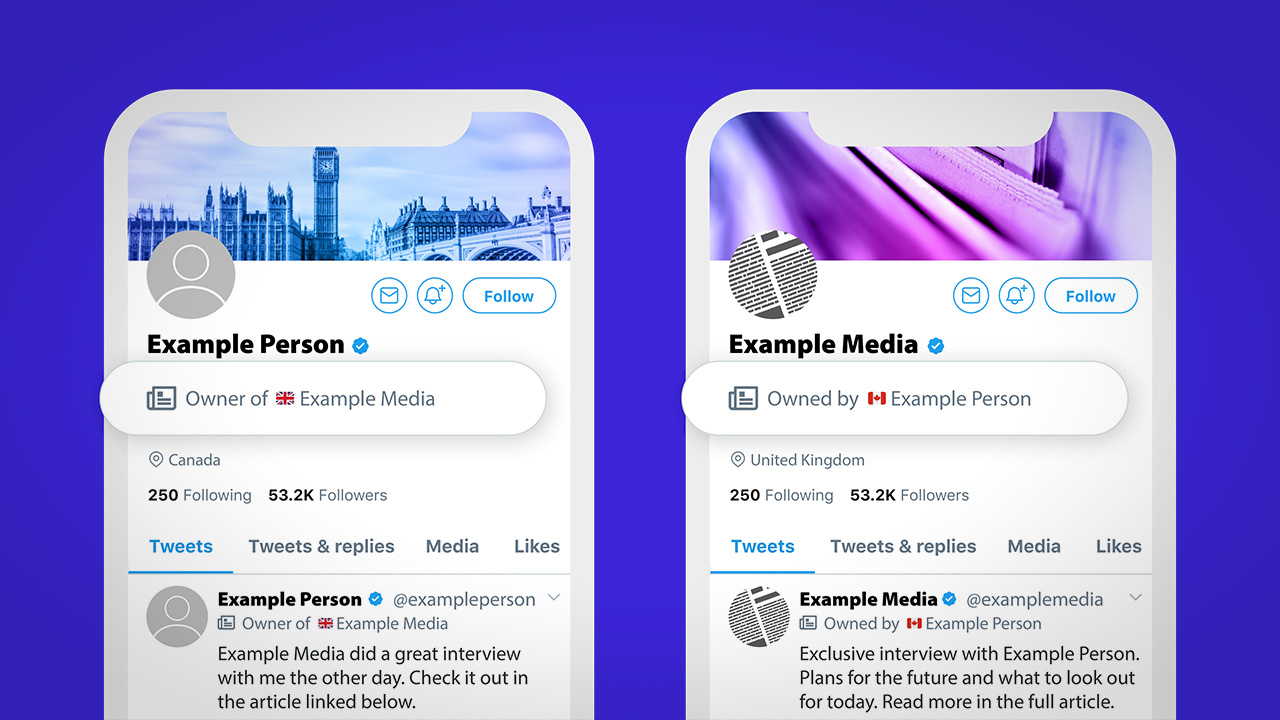 Follow
Example Person
Owner of Example Media
Canada
250 Following 53.2K Followers
Tweets Tweets & replies Media Likes
Example Person @exampleperson
Owner of Example Media
Example Media did a great interview
with me the other day. Check it out in
the article linked below.
Follow
Example Media
Owned by Example Person
United Kingdom
250 Following 53.2K Followers
Tweets Tweets & replies Media Likes
Example Media @examplemedia
Owned by Example Person
Exclusive interview with Example Person.
Plans for the future and what to look out
for today. Read more in the full article.